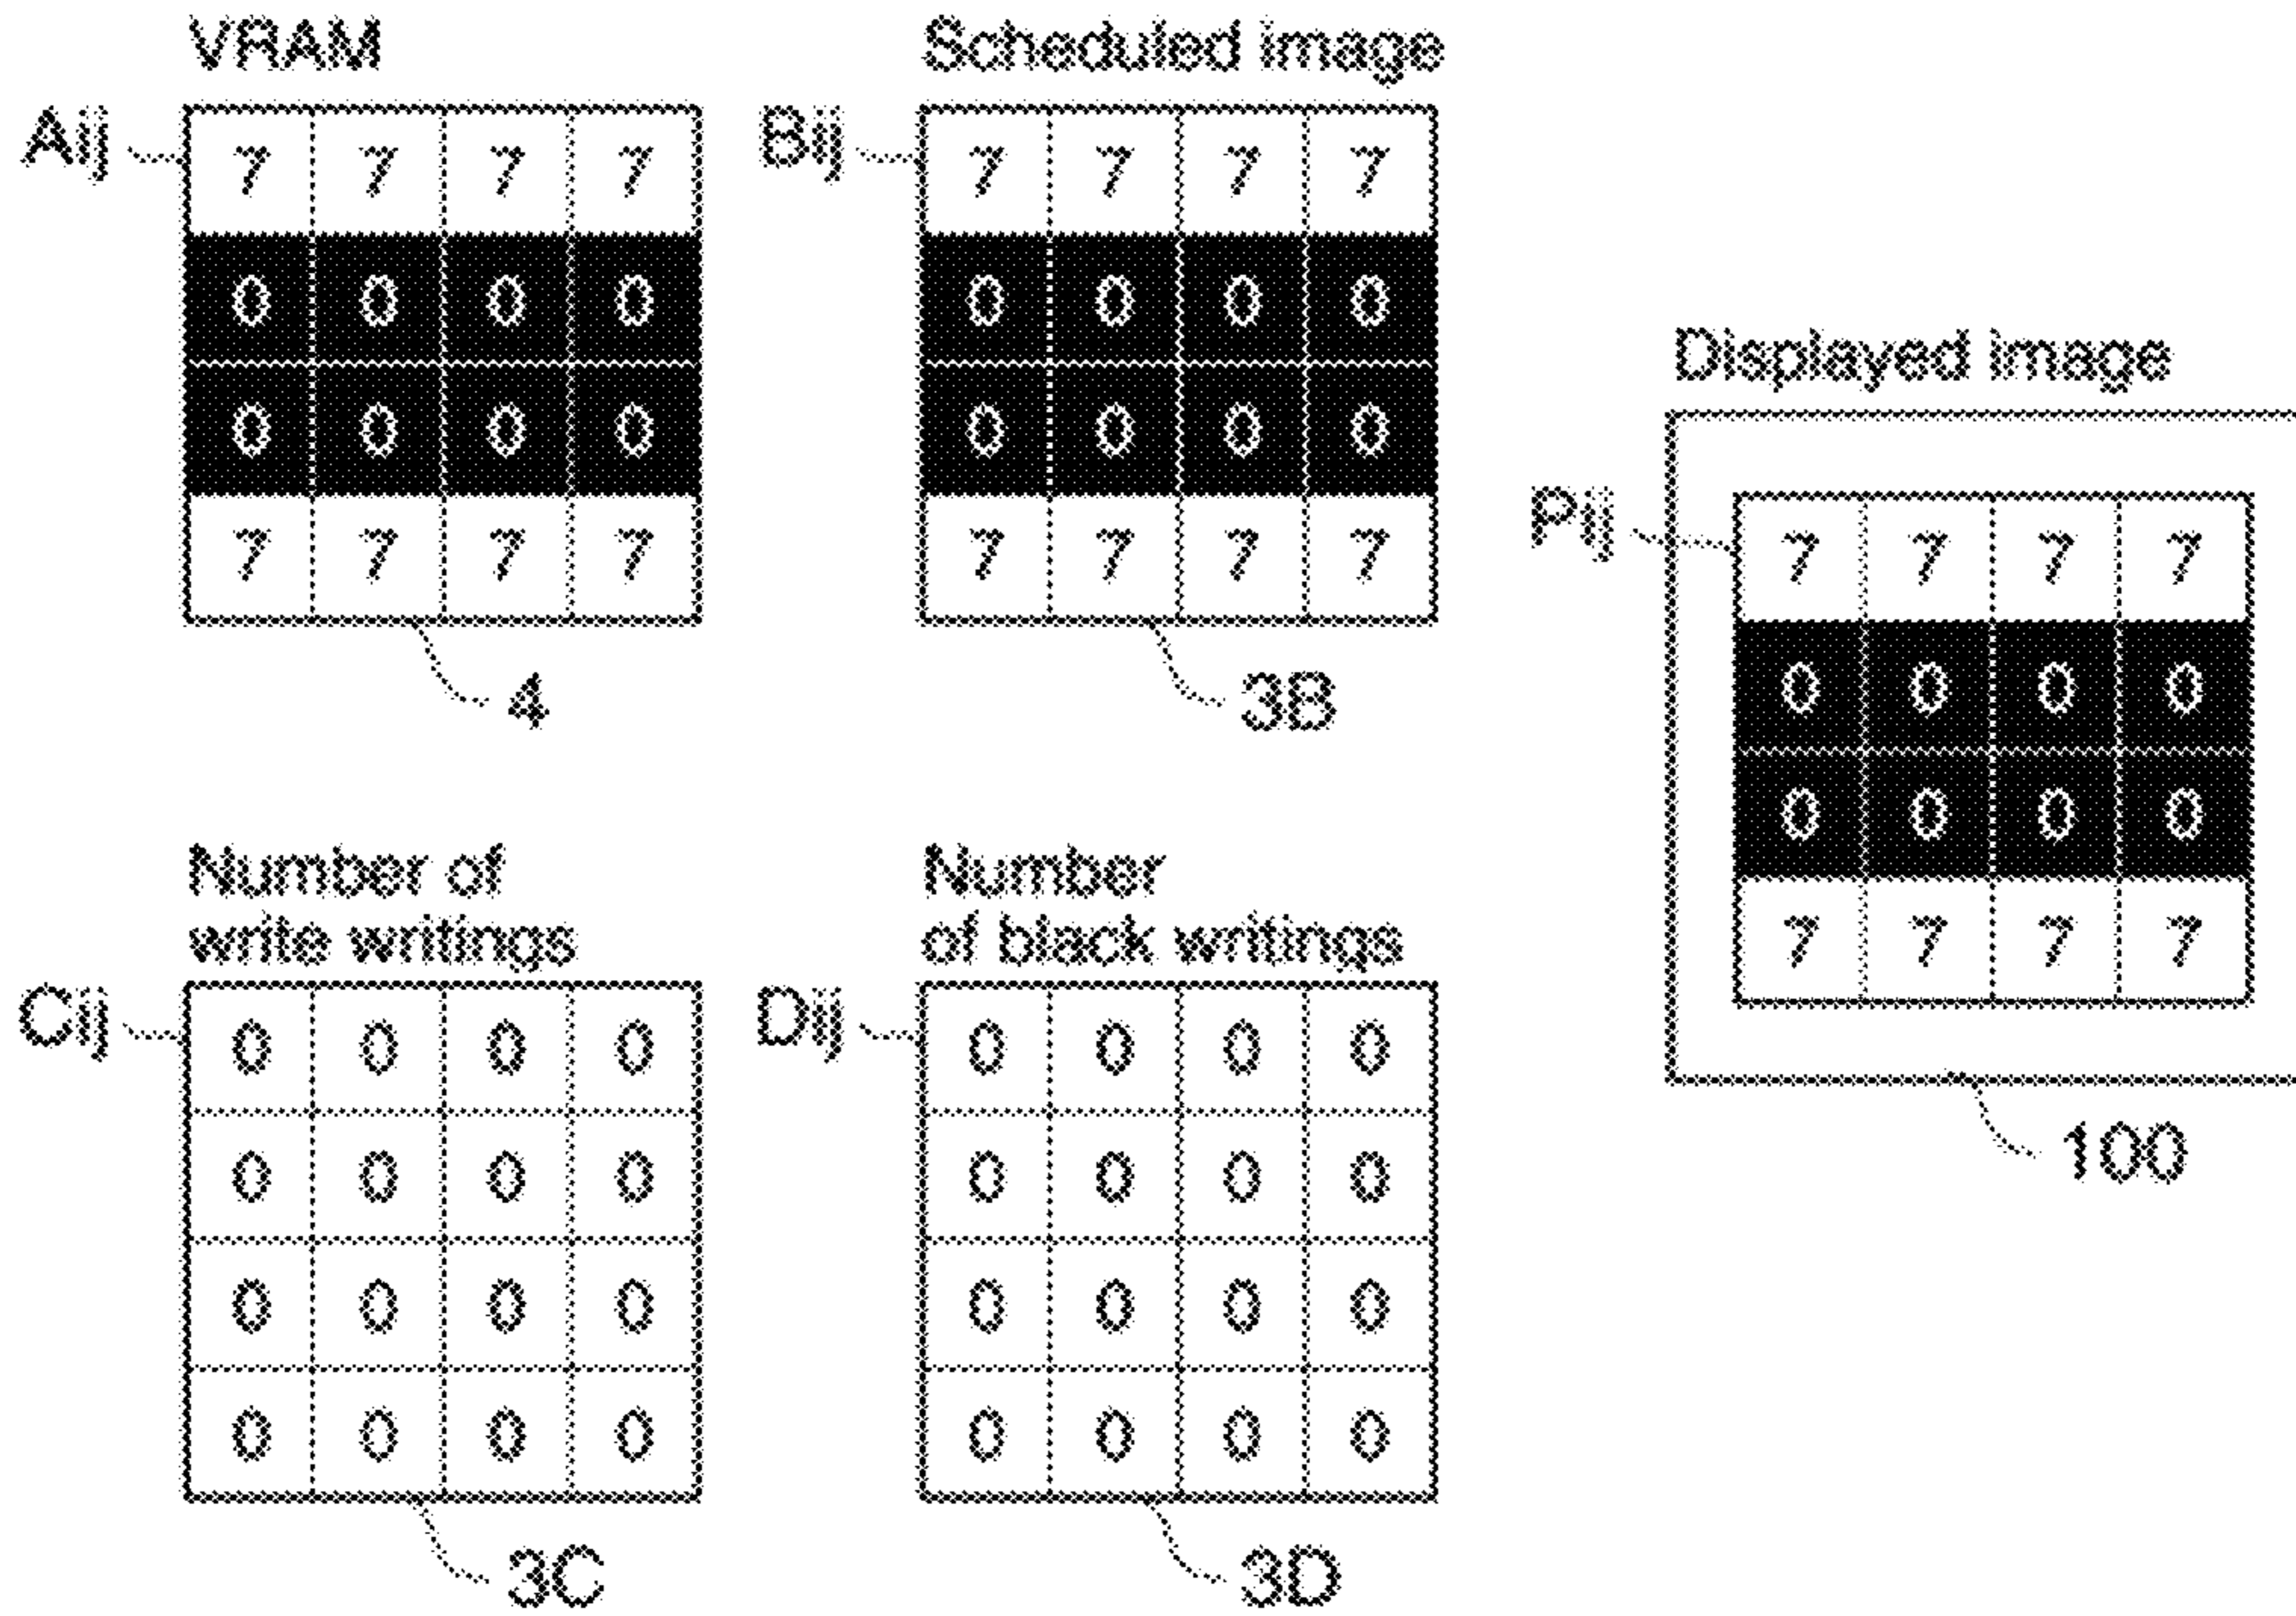 VRAM
Aij
7 7 7 7
0 0 0 0
0 0 0 0
7 7 7 7
4
Scheduled image
Bij
7 7 7 7
0 0 0 0
0 0 0 0
7 7 7 7
3B
Displayed image
Pij
7 7 7 7
0 0 0 0
0 0 0 0
7 7 7 7
100
Number of
write writings
Cij
0 0 0 0
0 0 0 0
0 0 0 0
0 0 0 0
3C
Number
of black writings
Dij
0 0 0 0
0 0 0 0
0 0 0 0
0 0 0 0
3D